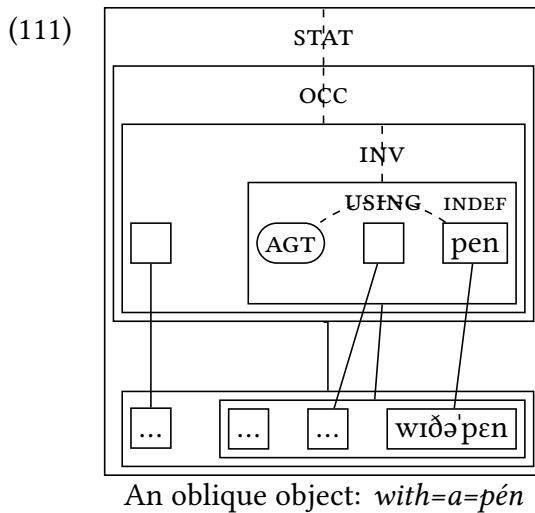 (111)
STAT
OCC
INV
USING INDEF
AGT pen
... ... ... wɪðəˈpɛn
An oblique object: with=a=pén